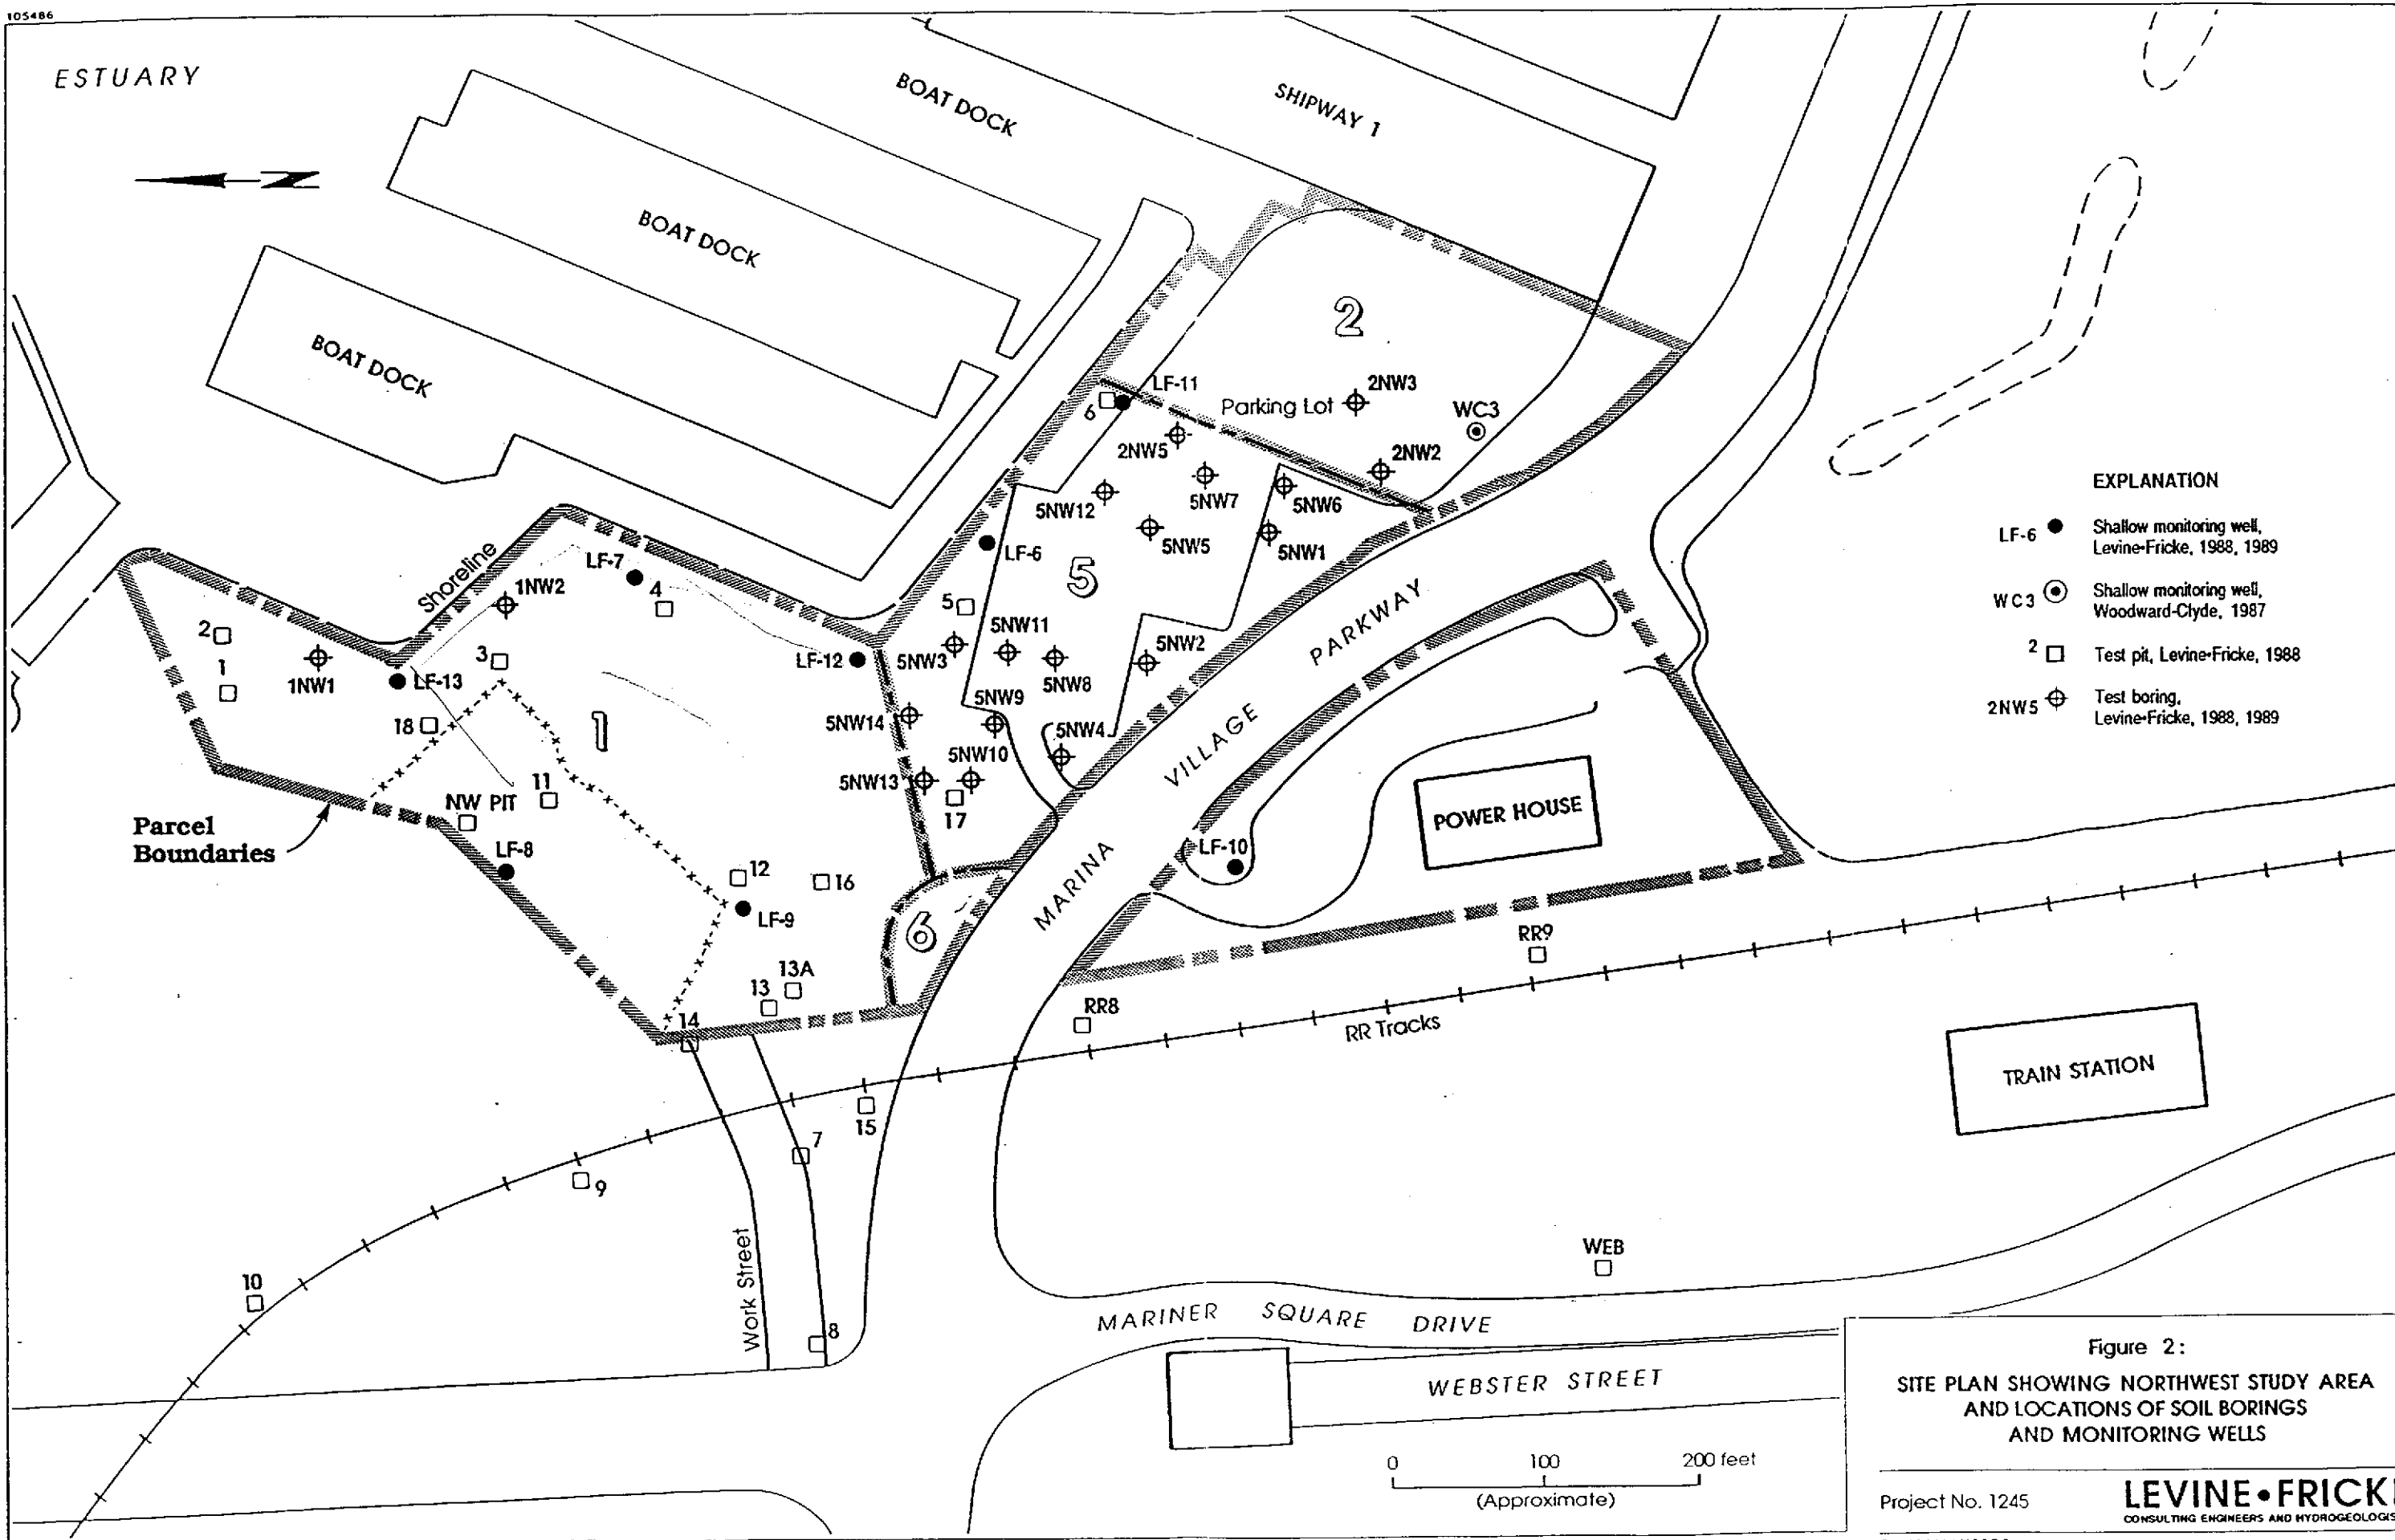 105486
ESTUARY
N
BOAT DOCK
SHIPWAY 1
BOAT DOCK
BOAT DOCK
2
LF-11
6
Parking Lot
2NW3
WC3
2NW5
2NW2
5NW7
5NW6
5NW12
5NW5
5NW1
LF-6
5
Shoreline
LF-7
1NW2
4
5
5NW11
2
1
1NW1
LF-13
3
LF-12
5NW3
5NW8
5NW2
18
1
5NW14
5NW9
5NW4
5NW10
5NW13
11
NW PIT
17
Parcel
Boundaries
LF-8
12
16
LF-9
6
13A
13
14
MARINA VILLAGE PARKWAY
LF-10
POWER HOUSE
RR9
RR8
RR Tracks
TRAIN STATION
15
7
9
10
8
Work Street
WEB
MARINER SQUARE DRIVE
WEBSTER STREET
0 100 200 feet
(Approximate)
EXPLANATION
LF-6 Shallow monitoring well,
Levine•Fricke, 1988, 1989
WC3 Shallow monitoring well,
Woodward-Clyde, 1987
2 Test pit, Levine•Fricke, 1988
2NW5 Test boring,
Levine•Fricke, 1988, 1989
Figure 2:
SITE PLAN SHOWING NORTHWEST STUDY AREA
AND LOCATIONS OF SOIL BORINGS
AND MONITORING WELLS
Project No. 1245
LEVINE•FRICK
CONSULTING ENGINEERS AND HYDROGEOLOGIS